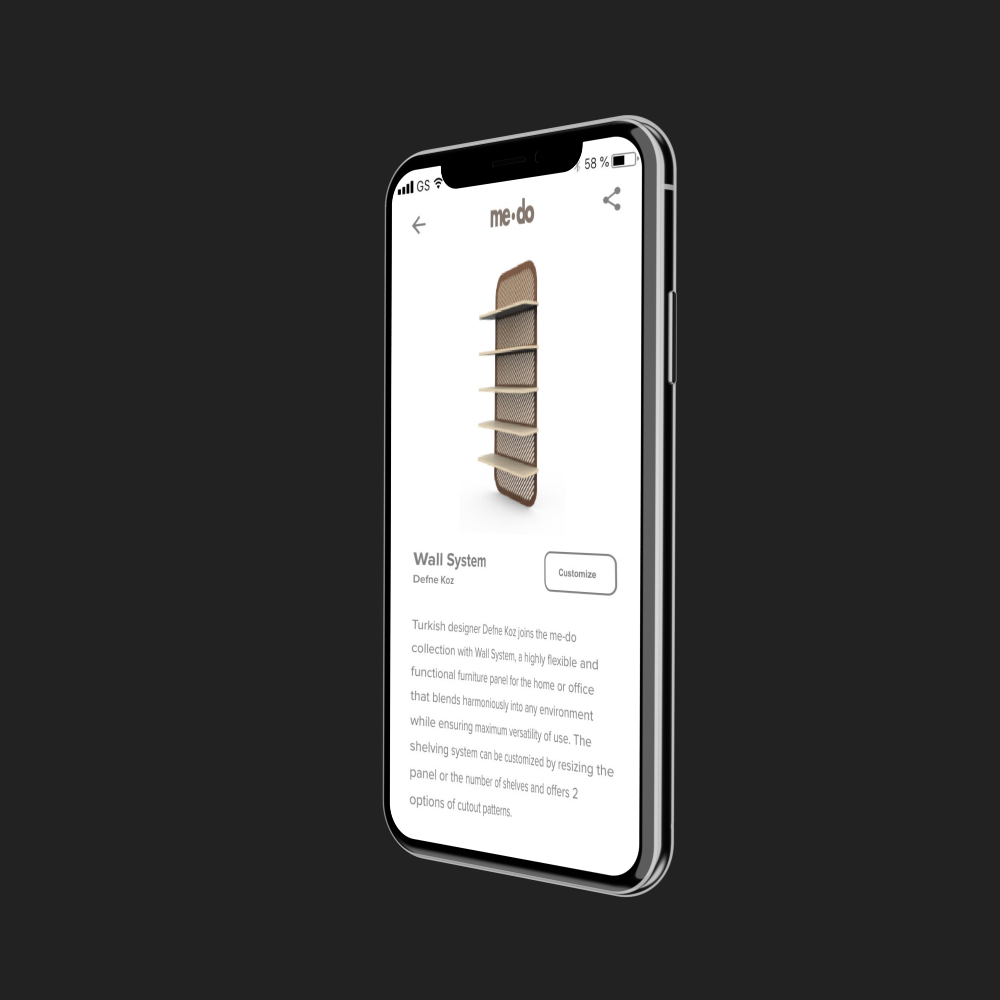 GS
58 %
me•do
Wall System
Defne Koz
Customize
Turkish designer Defne Koz joins the me-do
collection with Wall System, a highly flexible and
functional furniture panel for the home or office
that blends harmoniously into any environment
while ensuring maximum versatility of use. The
shelving system can be customized by resizing the
panel or the number of shelves and offers 2
options of cutout patterns.